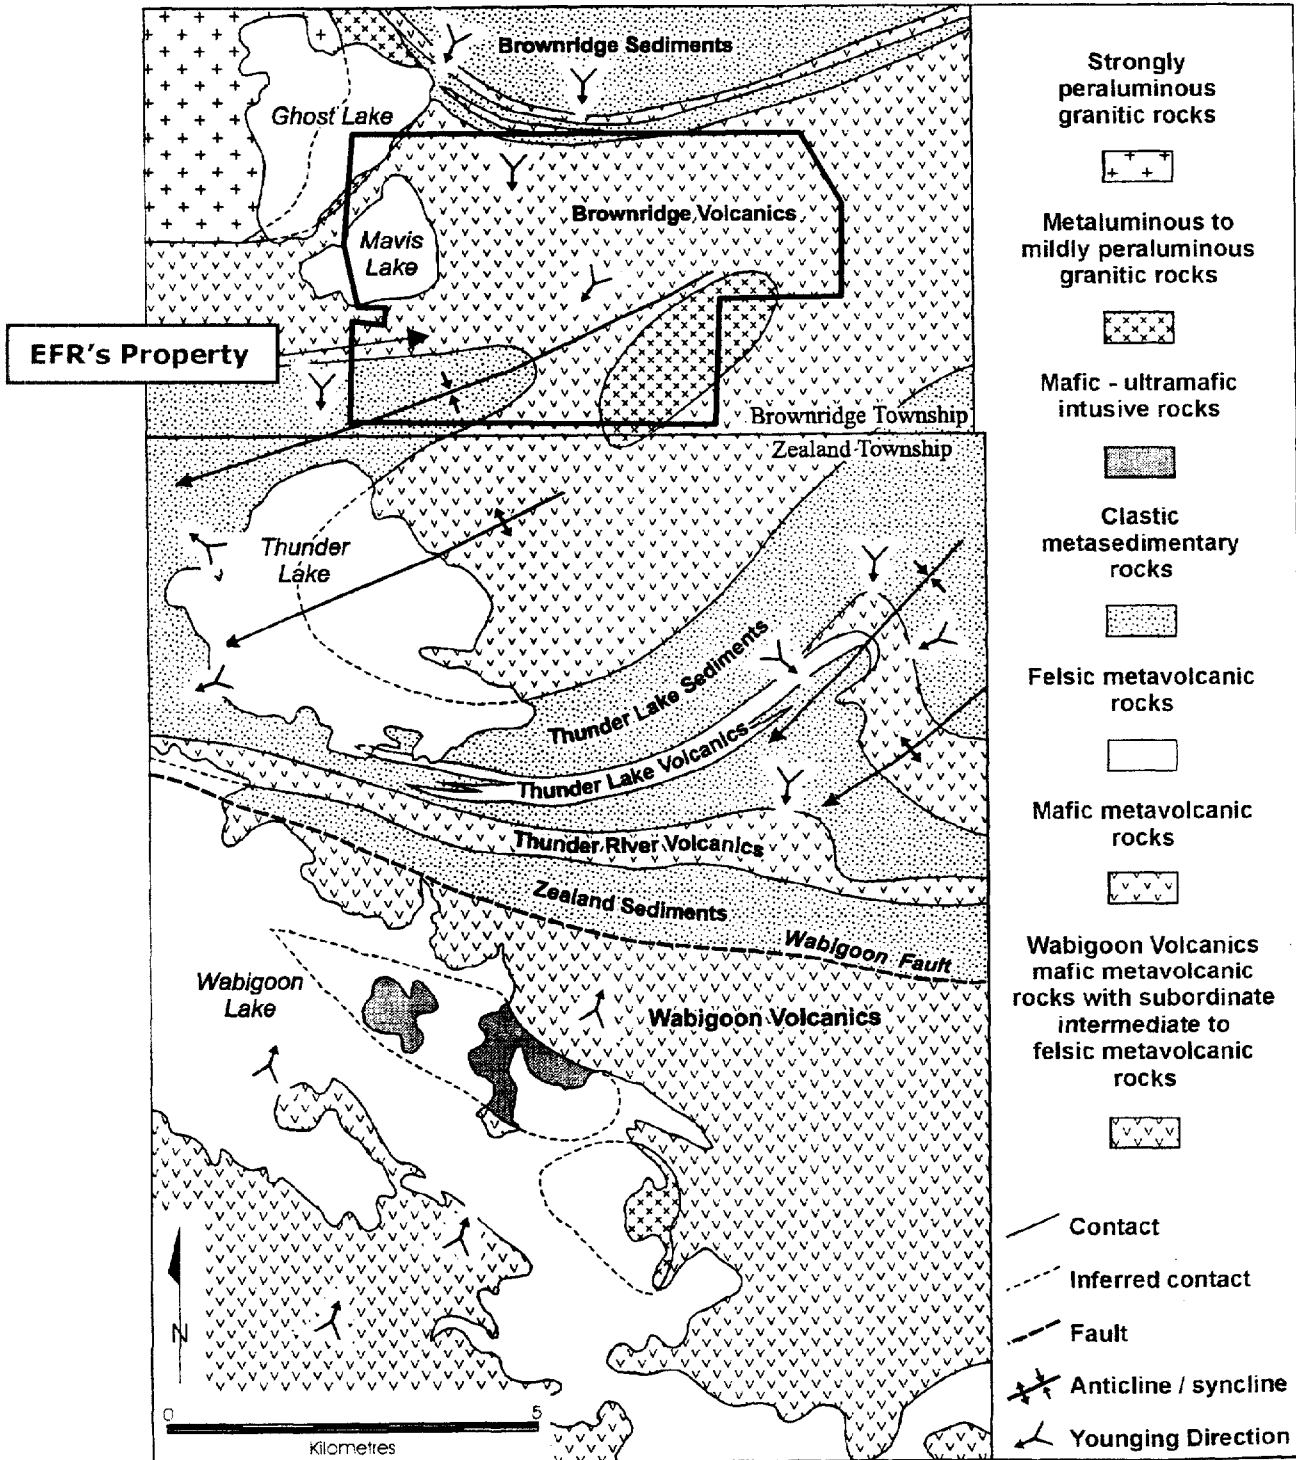 Brownridge Sediments
Ghost Lake
Brownridge Volcanics
Mavis
Lake
EFR's Property
Brownridge Township
Zealand Township
Thunder
Lake
Thunder Lake Sediments
Thunder Lake Volcanics
Thunder River Volcanics
Zealand Sediments
Wabigoon Fault
Wabigoon
Lake
Wabigoon Volcanics
N
0
5
Kilometres
Strongly
peraluminous
granitic rocks
Metaluminous to
mildly peraluminous
granitic rocks
Mafic - ultramafic
intusive rocks
Clastic
metasedimentary
rocks
Felsic metavolcanic
rocks
Mafic metavolcanic
rocks
Wabigoon Volcanics
mafic metavolcanic
rocks with subordinate
intermediate to
felsic metavolcanic
rocks
Contact
Inferred contact
Fault
Anticline / syncline
Younging Direction